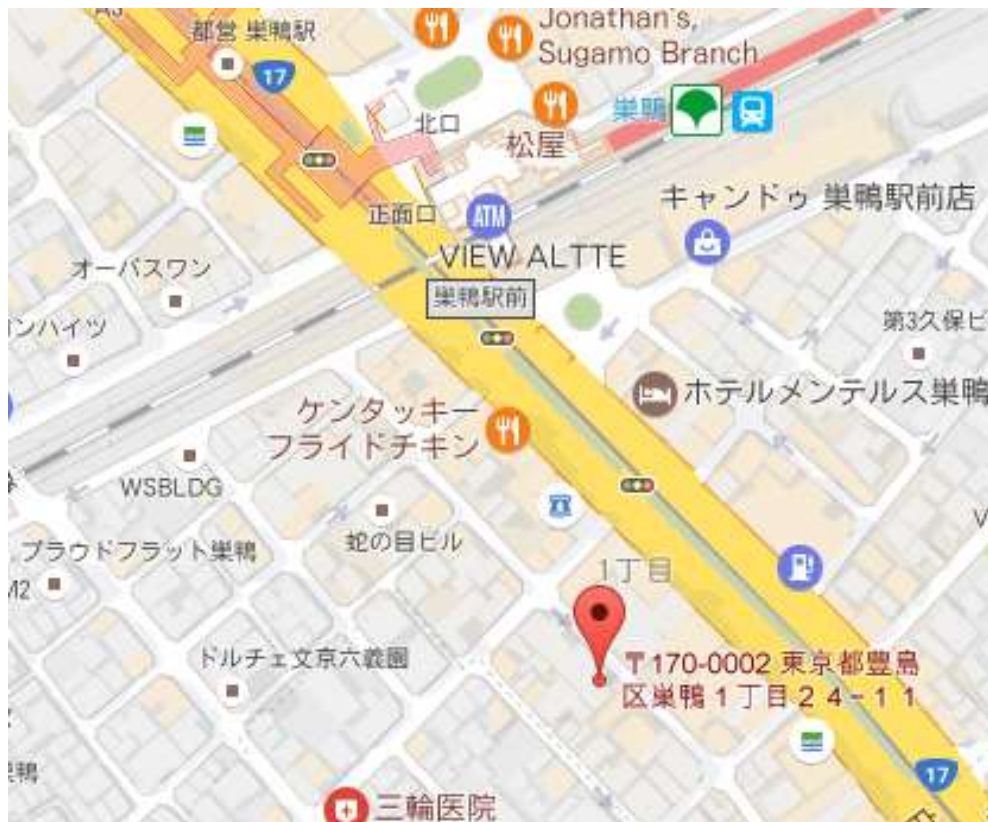 都営 巣鴨駅
17
Jonathan's,
Sugamo Branch
北口
松屋
巣鴨
正面口
ATM
キャンドゥ 巣鴨駅前店
VIEW ALTTE
オーパスワン
巣鴨駅前
ンハイツ
第3久保ビ
ホテルメンテルス巣鴨
ケンタッキー
フライドチキン
WSBLDG
蛇の目ビル
プラウドフラット巣鴨
M2
1丁目
ドルチェ文京六義園
〒170-0002 東京都豊島
区巣鴨1丁目24-11
17
巣鴨
三輪医院